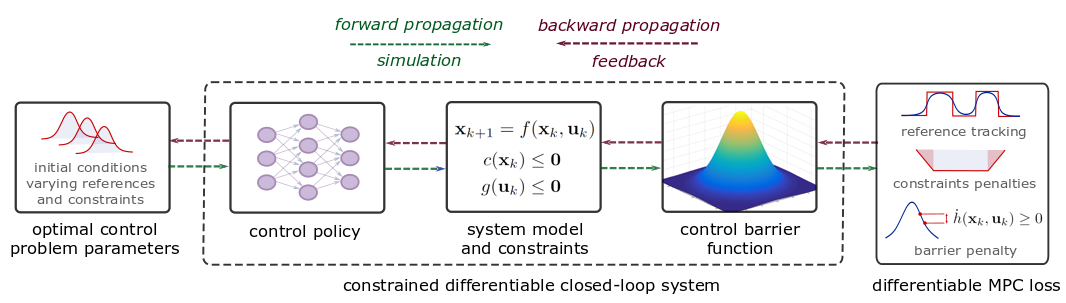 forward propagation
simulation
backward propagation
feedback
initial conditions
varying references
and constraints
optimal control
problem parameters
control policy
x_{k+1} = f(x_k, u_k)
c(x_k) ≤ 0
g(u_k) ≤ 0
system model
and constraints
control barrier
function
constrained differentiable closed-loop system
reference tracking
constraints penalties
ḣ(x_k, u_k) ≥ 0
barrier penalty
differentiable MPC loss